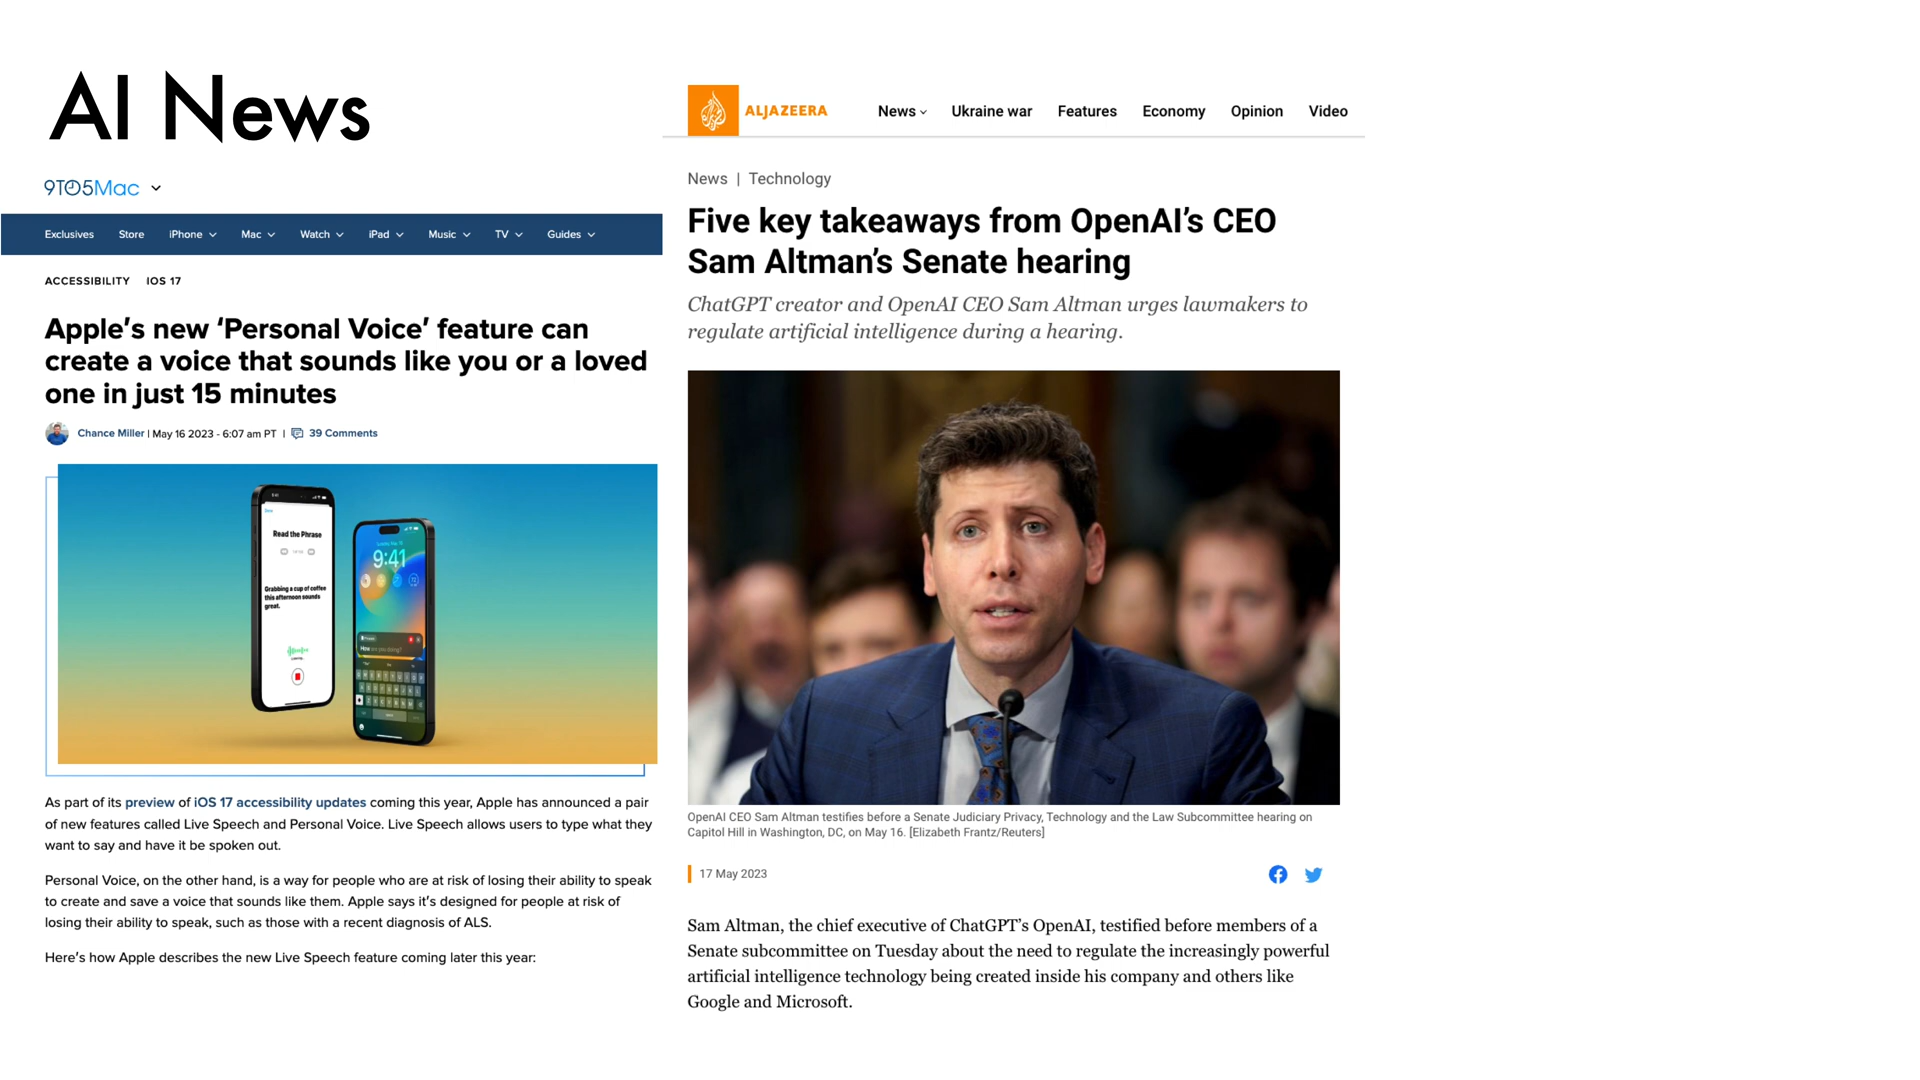 AI News
9TO5Mac
Exclusives Store iPhone Mac Watch iPad Music TV Guides
ACCESSIBILITY IOS 17
Apple's new ‘Personal Voice’ feature can
create a voice that sounds like you or a loved
one in just 15 minutes
Chance Miller | May 16 2023 - 6:07 am PT | 39 Comments
Read the Phrase
Grabbing a cup of coffee
this afternoon sounds
great.
9:41
As part of its preview of iOS 17 accessibility updates coming this year, Apple has announced a pair
of new features called Live Speech and Personal Voice. Live Speech allows users to type what they
want to say and have it be spoken out.
Personal Voice, on the other hand, is a way for people who are at risk of losing their ability to speak
to create and save a voice that sounds like them. Apple says it's designed for people at risk of
losing their ability to speak, such as those with a recent diagnosis of ALS.
Here's how Apple describes the new Live Speech feature coming later this year:
ALJAZEERA
News Ukraine war Features Economy Opinion Video
News | Technology
Five key takeaways from OpenAI’s CEO
Sam Altman’s Senate hearing
ChatGPT creator and OpenAI CEO Sam Altman urges lawmakers to
regulate artificial intelligence during a hearing.
OpenAI CEO Sam Altman testifies before a Senate Judiciary Privacy, Technology and the Law Subcommittee hearing on
Capitol Hill in Washington, DC, on May 16. [Elizabeth Frantz/Reuters]
17 May 2023
Sam Altman, the chief executive of ChatGPT’s OpenAI, testified before members of a
Senate subcommittee on Tuesday about the need to regulate the increasingly powerful
artificial intelligence technology being created inside his company and others like
Google and Microsoft.